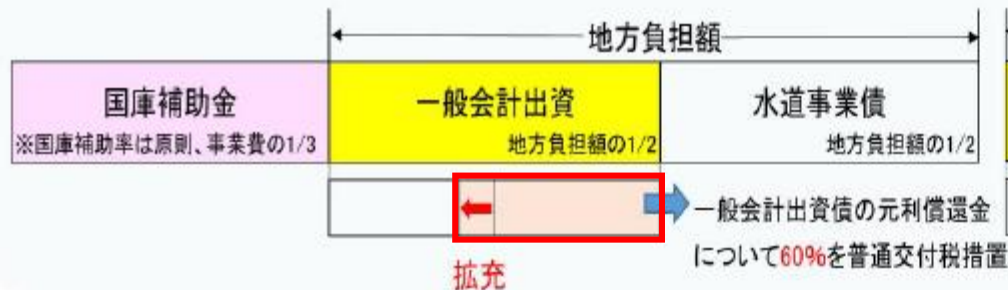 地方負担額
国庫補助金
※国庫補助率は原則、事業費の1/3
一般会計出資
地方負担額の1/2
水道事業債
地方負担額の1/2
一般会計出資債の元利償還金
について60%を普通交付税措置
拡充